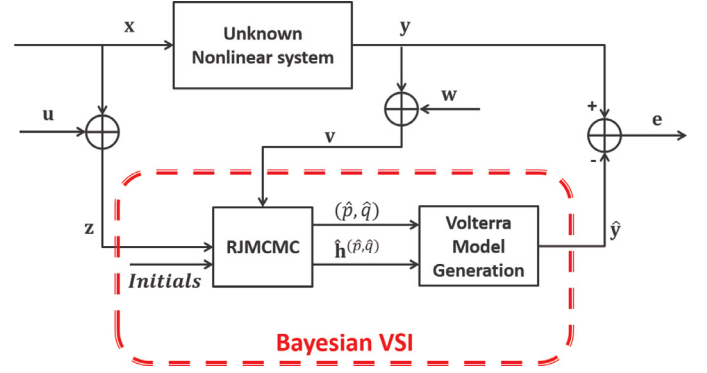 x
Unknown
Nonlinear system
y
u
w
+
e
v
-
z
RJMCMC
(p̂, q̂)
ĥ^(p̂,q̂)
Initials
Volterra
Model
Generation
ŷ
Bayesian VSI